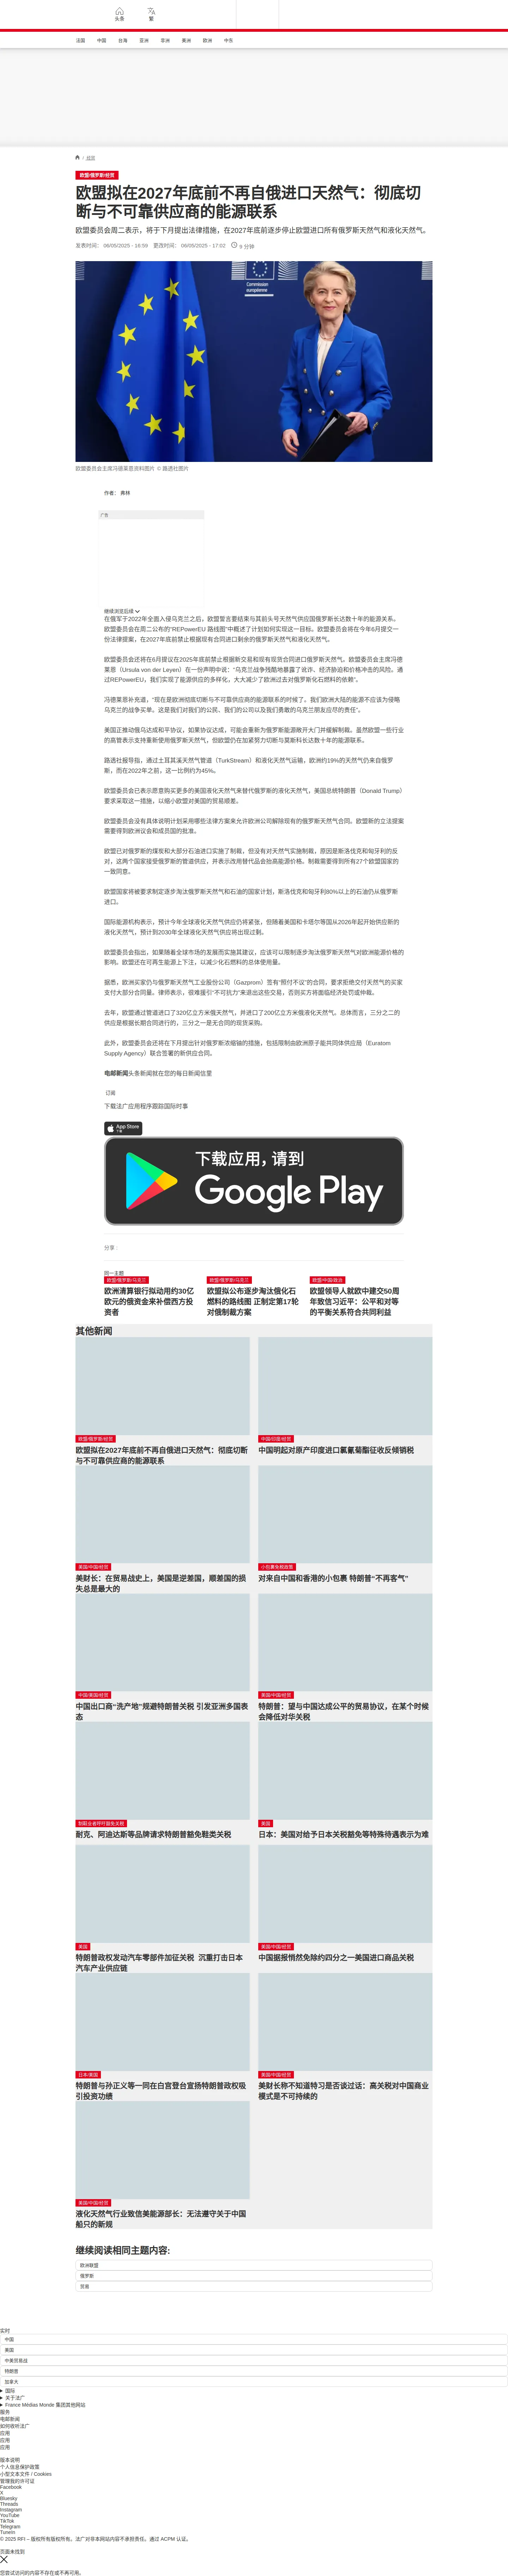 头条
繁
法国
中国
台海
亚洲
非洲
美洲
欧洲
中东
/ 经贸
欧盟/俄罗斯/经贸
欧盟拟在2027年底前不再自俄进口天然气：彻底切
断与不可靠供应商的能源联系
欧盟委员会周二表示，将于下月提出法律措施，在2027年底前逐步停止欧盟进口所有俄罗斯天然气和液化天然气。
发表时间： 06/05/2025 - 16:59 更改时间： 06/05/2025 - 17:02 9 分钟
欧盟委员会主席冯德莱恩资料图片 © 路透社图片
作者： 弗林
广告
继续浏览后续
在俄军于2022年全面入侵乌克兰之后，欧盟誓言要结束与其前头号天然气供应国俄罗斯长达数十年的能源关系。
欧盟委员会在周二公布的“REPowerEU 路线图”中概述了计划如何实现这一目标。欧盟委员会将在今年6月提交一
份法律提案，在2027年底前禁止根据现有合同进口剩余的俄罗斯天然气和液化天然气。
欧盟委员会还将在6月提议在2025年底前禁止根据新交易和现有现货合同进口俄罗斯天然气。欧盟委员会主席冯德
莱恩（Ursula von der Leyen）在一份声明中说：“乌克兰战争残酷地暴露了讹诈、经济胁迫和价格冲击的风险。通
过REPowerEU，我们实现了能源供应的多样化，大大减少了欧洲过去对俄罗斯化石燃料的依赖”。
冯德莱恩补充道，“现在是欧洲彻底切断与不可靠供应商的能源联系的时候了。我们欧洲大陆的能源不应该为侵略
乌克兰的战争买单。这是我们对我们的公民、我们的公司以及我们勇敢的乌克兰朋友应尽的责任”。
美国正推动俄乌达成和平协议，如果协议达成，可能会重新为俄罗斯能源敞开大门并缓解制裁。虽然欧盟一些行业
的高管表示支持重新使用俄罗斯天然气，但欧盟仍在加紧努力切断与莫斯科长达数十年的能源联系。
路透社报导指，通过土耳其溪天然气管道（TurkStream）和液化天然气运输，欧洲约19%的天然气仍来自俄罗
斯，而在2022年之前，这一比例约为45%。
欧盟委员会已表示愿意购买更多的美国液化天然气来替代俄罗斯的液化天然气，美国总统特朗普（Donald Trump）
要求采取这一措施，以缩小欧盟对美国的贸易顺差。
欧盟委员会没有具体说明计划采用哪些法律方案来允许欧洲公司解除现有的俄罗斯天然气合同。欧盟新的立法提案
需要得到欧洲议会和成员国的批准。
欧盟已对俄罗斯的煤炭和大部分石油进口实施了制裁，但没有对天然气实施制裁，原因是斯洛伐克和匈牙利的反
对，这两个国家接受俄罗斯的管道供应，并表示改用替代品会抬高能源价格。制裁需要得到所有27个欧盟国家的
一致同意。
欧盟国家将被要求制定逐步淘汰俄罗斯天然气和石油的国家计划，斯洛伐克和匈牙利80%以上的石油仍从俄罗斯
进口。
国际能源机构表示，预计今年全球液化天然气供应仍将紧张，但随着美国和卡塔尔等国从2026年起开始供应新的
液化天然气，预计到2030年全球液化天然气供应将出现过剩。
欧盟委员会指出，如果随着全球市场的发展而实施其建议，应该可以限制逐步淘汰俄罗斯天然气对欧洲能源价格的
影响。欧盟还在可再生能源上下注，以减少化石燃料的总体使用量。
据悉，欧洲买家仍与俄罗斯天然气工业股份公司（Gazprom）签有“照付不议”的合同，要求拒绝交付天然气的买家
支付大部分合同量。律师表示，很难援引“不可抗力”来退出这些交易，否则买方将面临经济处罚或仲裁。
去年，欧盟通过管道进口了320亿立方米俄天然气，并进口了200亿立方米俄液化天然气。总体而言，三分之二的
供应是根据长期合同进行的，三分之一是无合同的现货采购。
此外，欧盟委员会还将在下月提出针对俄罗斯浓缩铀的措施，包括限制由欧洲原子能共同体供应局（Euratom
Supply Agency）联合签署的新供应合同。
电邮新闻头条新闻就在您的每日新闻信里
订阅
下载法广应用程序跟踪国际时事
App Store
下载
下载应用，请到
Google Play
分享：
同一主题
欧盟/俄罗斯/乌克兰
欧洲清算银行拟动用约30亿
欧元的俄资金来补偿西方投
资者
欧盟/俄罗斯/乌克兰
欧盟拟公布逐步淘汰俄化石
燃料的路线图 正制定第17轮
对俄制裁方案
欧盟/中国/政治
欧盟领导人就欧中建交50周
年致信习近平：公平和对等
的平衡关系符合共同利益
其他新闻
欧盟/俄罗斯/经贸
欧盟拟在2027年底前不再自俄进口天然气：彻底切断
与不可靠供应商的能源联系
中国/印度/经贸
中国明起对原产印度进口氯氰菊酯征收反倾销税
美国/中国/经贸
美财长：在贸易战史上，美国是逆差国，顺差国的损
失总是最大的
小包裹免税政策
对来自中国和香港的小包裹 特朗普“不再客气”
中国/美国/经贸
中国出口商“洗产地”规避特朗普关税 引发亚洲多国表
态
美国/中国/经贸
特朗普：望与中国达成公平的贸易协议，在某个时候
会降低对华关税
制鞋业者呼吁豁免关税
耐克、阿迪达斯等品牌请求特朗普豁免鞋类关税
美国
日本：美国对给予日本关税豁免等特殊待遇表示为难
美国
特朗普政权发动汽车零部件加征关税 沉重打击日本
汽车产业供应链
美国/中国/经贸
中国据报悄然免除约四分之一美国进口商品关税
日本/美国
特朗普与孙正义等一同在白宫登台宣扬特朗普政权吸
引投资功绩
美国/中国/经贸
美财长称不知道特习是否谈过话：高关税对中国商业
模式是不可持续的
美国/中国/经贸
液化天然气行业致信美能源部长：无法遵守关于中国
船只的新规
继续阅读相同主题内容:
欧洲联盟
俄罗斯
贸易
实时
中国
美国
中美贸易战
特朗普
加拿大
国际
关于法广
France Médias Monde 集团其他网站
服务
电邮新闻
如何收听法广
应用
应用
应用
版本说明
个人信息保护政策
小型文本文件 / Cookies
管理我的许可证
Facebook
X
Bluesky
Threads
Instagram
YouTube
TikTok
Telegram
TuneIn
© 2025 RFI – 版权所有版权所有。法广对非本网站内容不承担责任。通过 ACPM 认证。
页面未找到
您尝试访问的内容不存在或不再可用。